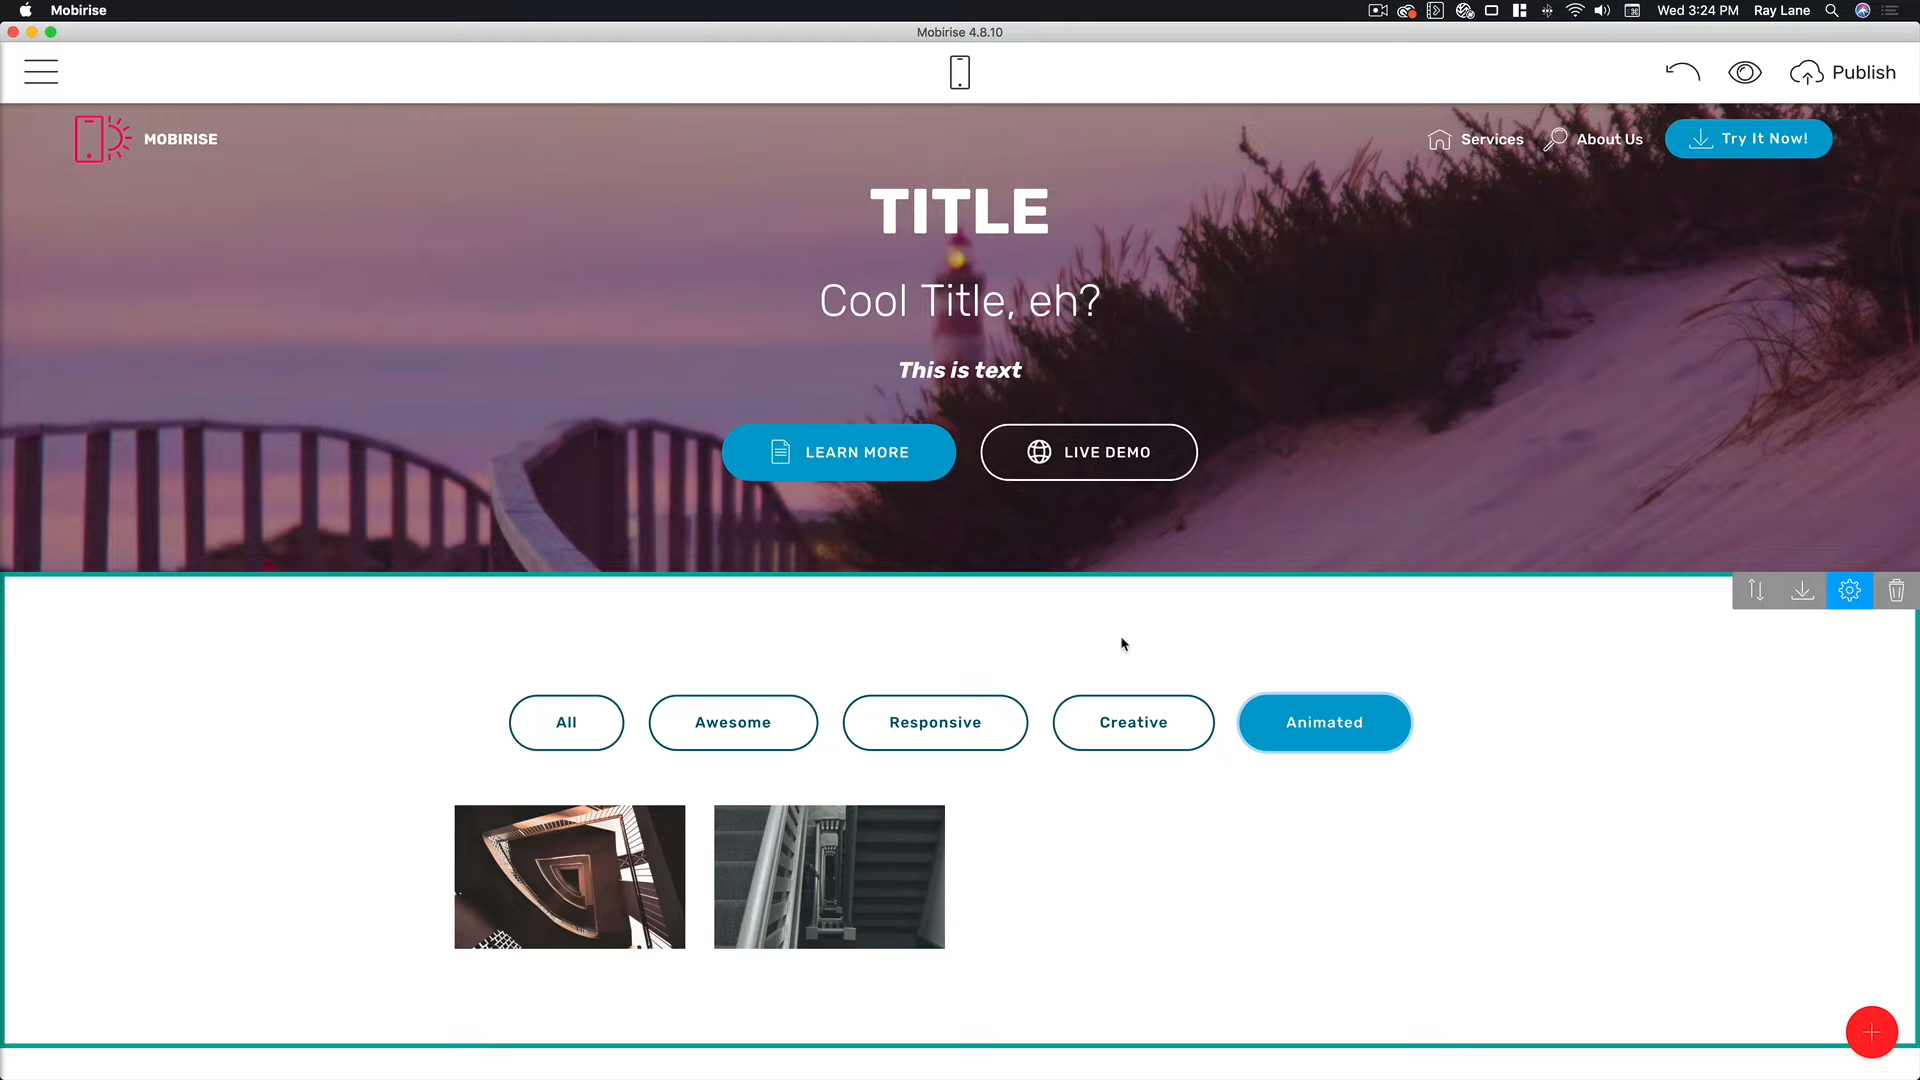 Mobirise
Wed 3:24 PM
Ray Lane
Mobirise 4.8.10
Publish
MOBIRISE
Services
About Us
Try It Now!
TITLE
Cool Title, eh?
This is text
LEARN MORE
LIVE DEMO
All
Awesome
Responsive
Creative
Animated